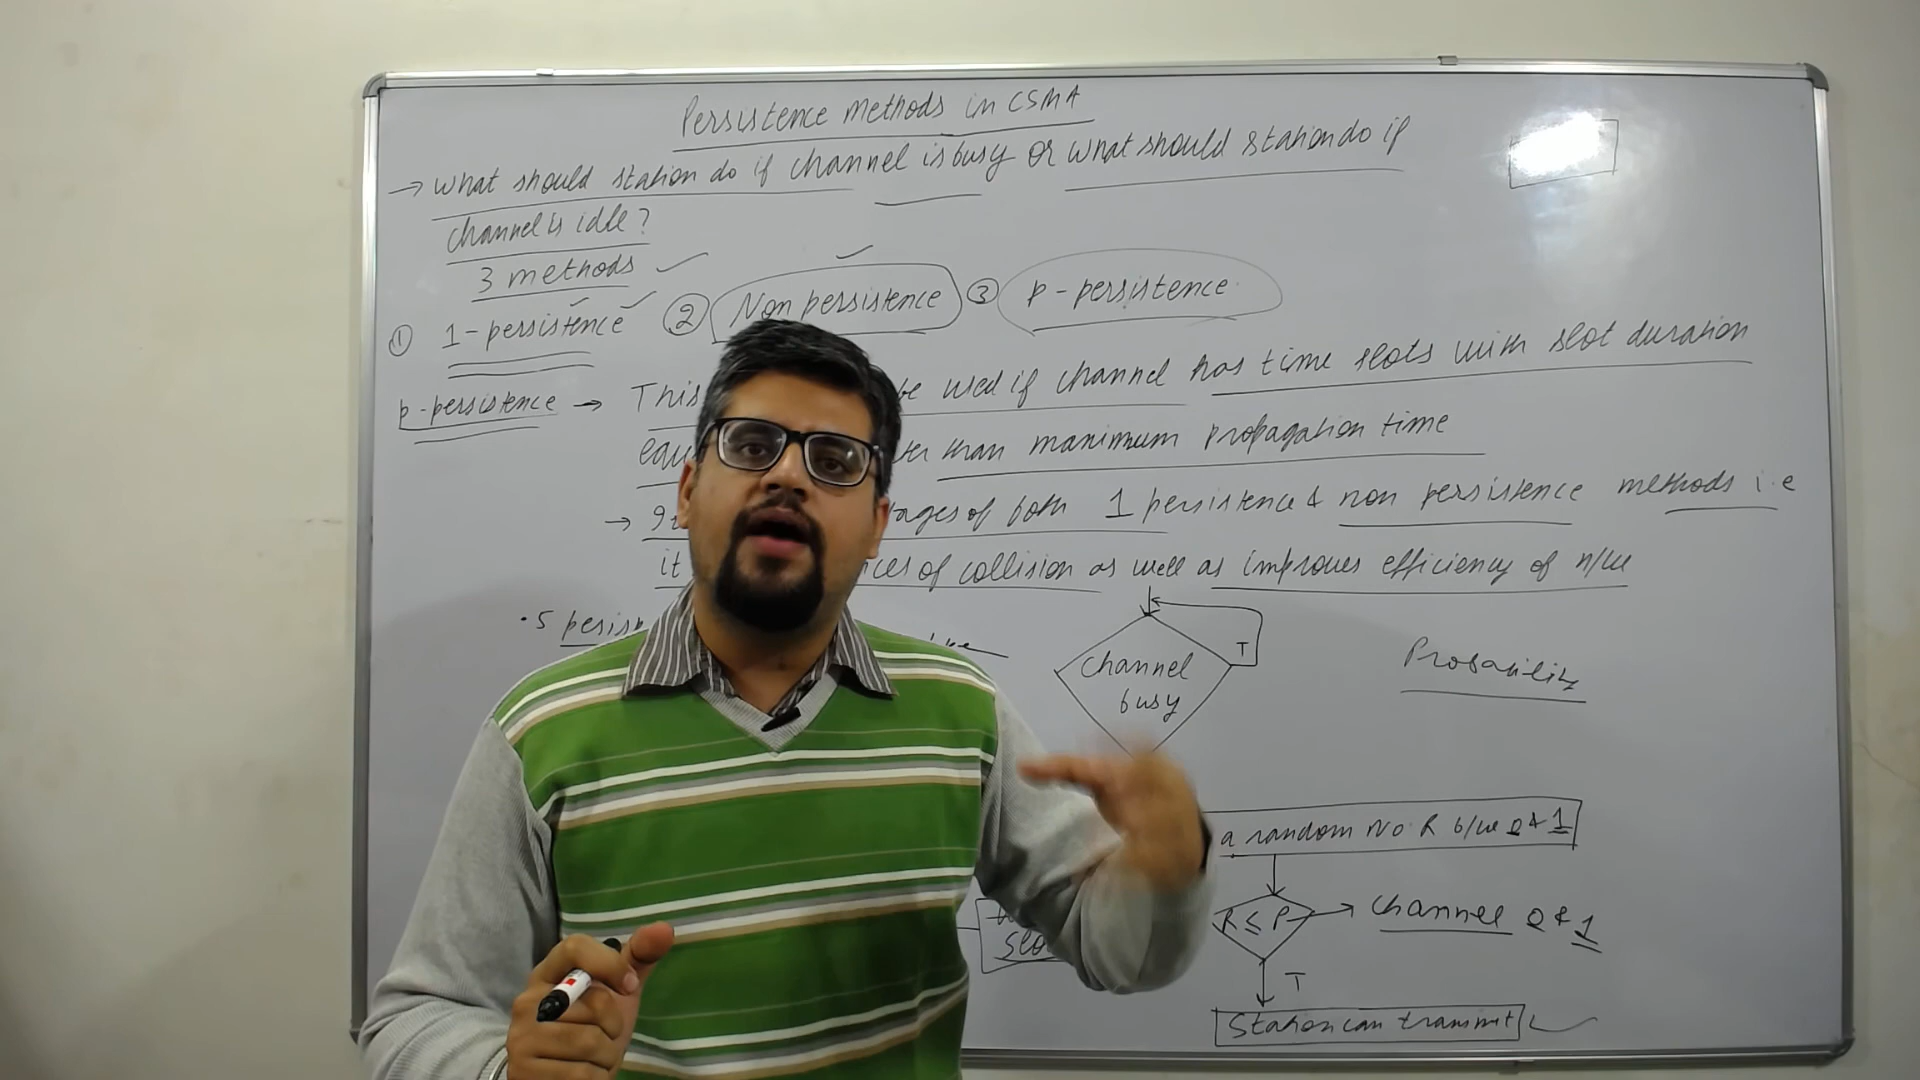 Persistence Methods in CSMA
→ What should station do if channel is busy or what should station do if
channel is idle?
3 methods
① 1-persistence ② Non persistence ③ p-persistence
p-persistence → This be used if channel has time slots with slot duration
than maximum propagation time
→ of both 1 persistence & non persistence methods i.e
it of collision as well as improves efficiency of n/w
• 5
Channel
busy
T
Probability
a random No. R b/w 0 & 1
R ≤ P → Channel 0 & 1
T
Station can transmit